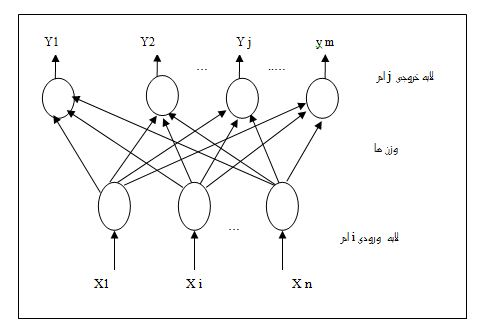 Y1 Y2 Y j y m
... .....
لایه خروجی j ام
وزن ها
...
لایه ورودی i ام
X1 X i X n